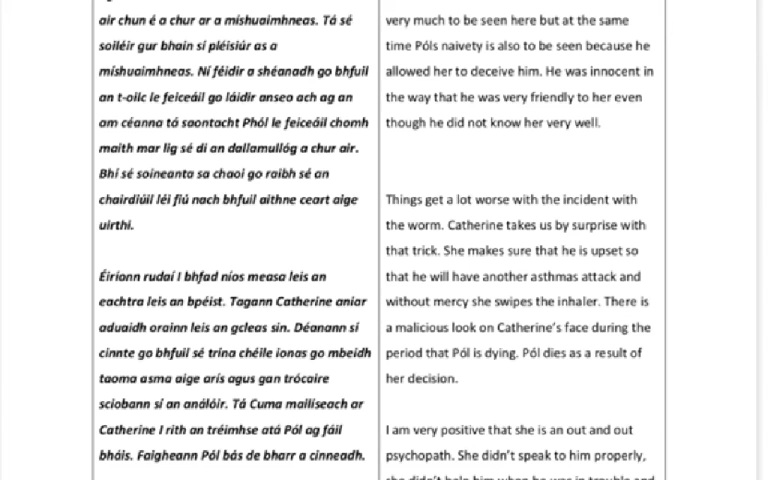 air chun é a chur ar a míshuaimhneas. Tá sé
soiléir gur bhain sí pléisiúr as a
míshuaimhneas. Ní féidir a shéanadh go bhfuil
an t-oilc le feiceáil go láidir anseo ach ag an
am céanna tá saontacht Phól le feiceáil chomh
maith mar lig sé di an dallamullóg a chur air.
Bhí sé soineanta sa chaoi go raibh sé an
chairdiúil léi fiú nach bhfuil aithne ceart aige
uirthi.
Éiríonn rudaí I bhfad níos measa leis an
eachtra leis an bpéist. Tagann Catherine aniar
aduaidh orainn leis an gcleas sin. Déanann sí
cinnte go bhfuil sé trína chéile ionas go mbeidh
taoma asma aige arís agus gan trócaire
sciobann sí an análóir. Tá Cuma mailíseach ar
Catherine I rith an tréimhse atá Pól ag fáil
bháis. Faigheann Pól bás de bharr a cinneadh.
very much to be seen here but at the same
time Póls naivety is also to be seen because he
allowed her to deceive him. He was innocent in
the way that he was very friendly to her even
though he did not know her very well.
Things get a lot worse with the incident with
the worm. Catherine takes us by surprise with
that trick. She makes sure that he is upset so
that he will have another asthmas attack and
without mercy she swipes the inhaler. There is
a malicious look on Catherine's face during the
period that Pól is dying. Pól dies as a result of
her decision.
I am very positive that she is an out and out
psychopath. She didn't speak to him properly,
she didn't help him when he was in trouble and